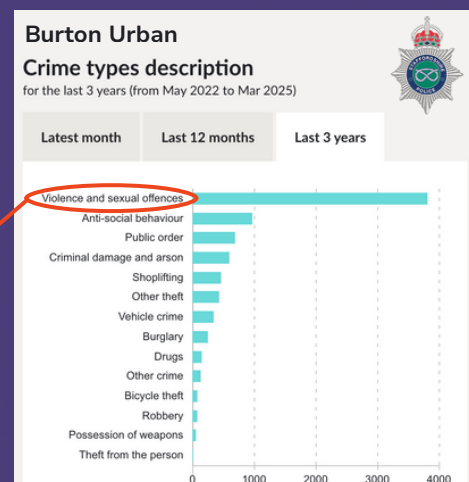 Burton Urban
Crime types description
for the last 3 years (from May 2022 to Mar 2025)
Latest month Last 12 months Last 3 years
Violence and sexual offences
Anti-social behaviour
Public order
Criminal damage and arson
Shoplifting
Other theft
Vehicle crime
Burglary
Drugs
Other crime
Bicycle theft
Robbery
Possession of weapons
Theft from the person
0 1000 2000 3000 4000
STAFFORDSHIRE
POLICE